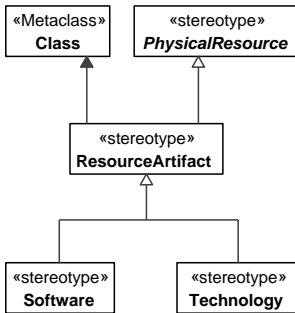 «Metaclass»
Class
«stereotype»
PhysicalResource
«stereotype»
ResourceArtifact
«stereotype»
Software
«stereotype»
Technology